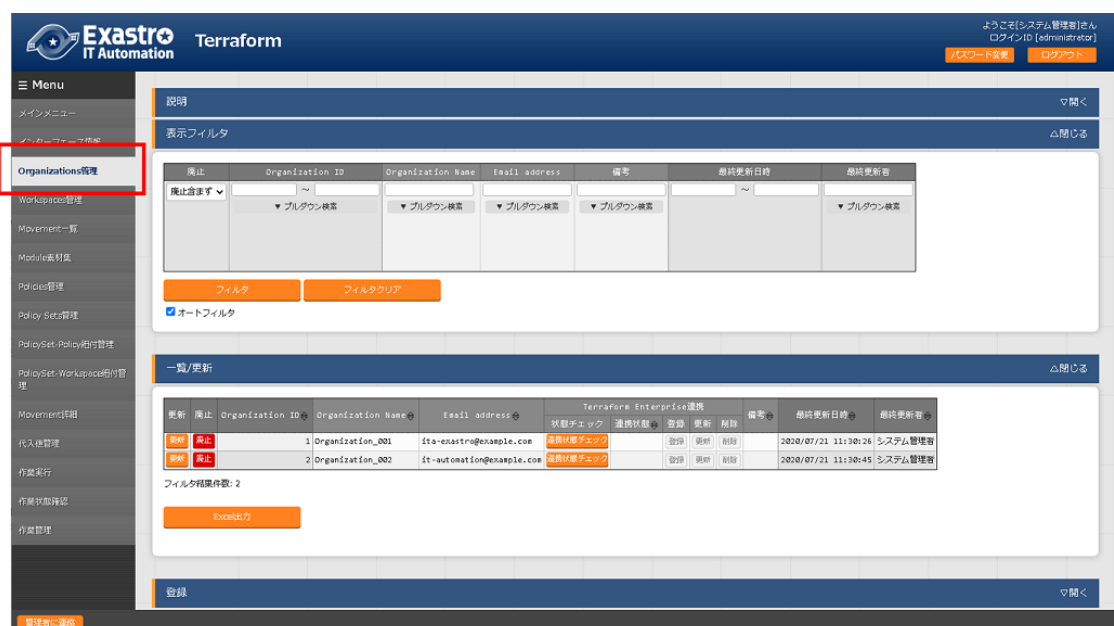 Exastro
IT Automation
Terraform
ようこそ[システム管理者]さん
ログインID [administrator]
パスワード変更 ログアウト
☰ Menu
メインメニュー
インターフェース情報
Organizations管理
Workspaces管理
Movement一覧
Module素材集
Policies管理
Policy Sets管理
PolicySet-Policy紐付管理
PolicySet-Workspace紐付管
理
Movement詳細
代入値管理
作業実行
作業状態確認
作業管理
説明 ▽開く
表示フィルタ △閉じる
廃止 Organization ID Organization Name Email address 備考 最終更新日時 最終更新者
廃止含まず ～ ～
▼ プルダウン検索 ▼ プルダウン検索 ▼ プルダウン検索 ▼ プルダウン検索 ▼ プルダウン検索
フィルタ フィルタクリア
オートフィルタ
一覧/更新 △閉じる
更新 廃止 Organization ID Organization Name Email address Terraform Enterprise連携 備考 最終更新日時 最終更新者
状態チェック 連携状態 登録 更新 削除
更新 廃止 1 Organization_001 ita-exastro@example.com 連携状態チェック 登録 更新 削除 2020/07/21 11:30:26 システム管理者
更新 廃止 2 Organization_002 it-automation@example.com 連携状態チェック 登録 更新 削除 2020/07/21 11:30:45 システム管理者
フィルタ結果件数: 2
Excel出力
登録 ▽開く
管理者に連絡